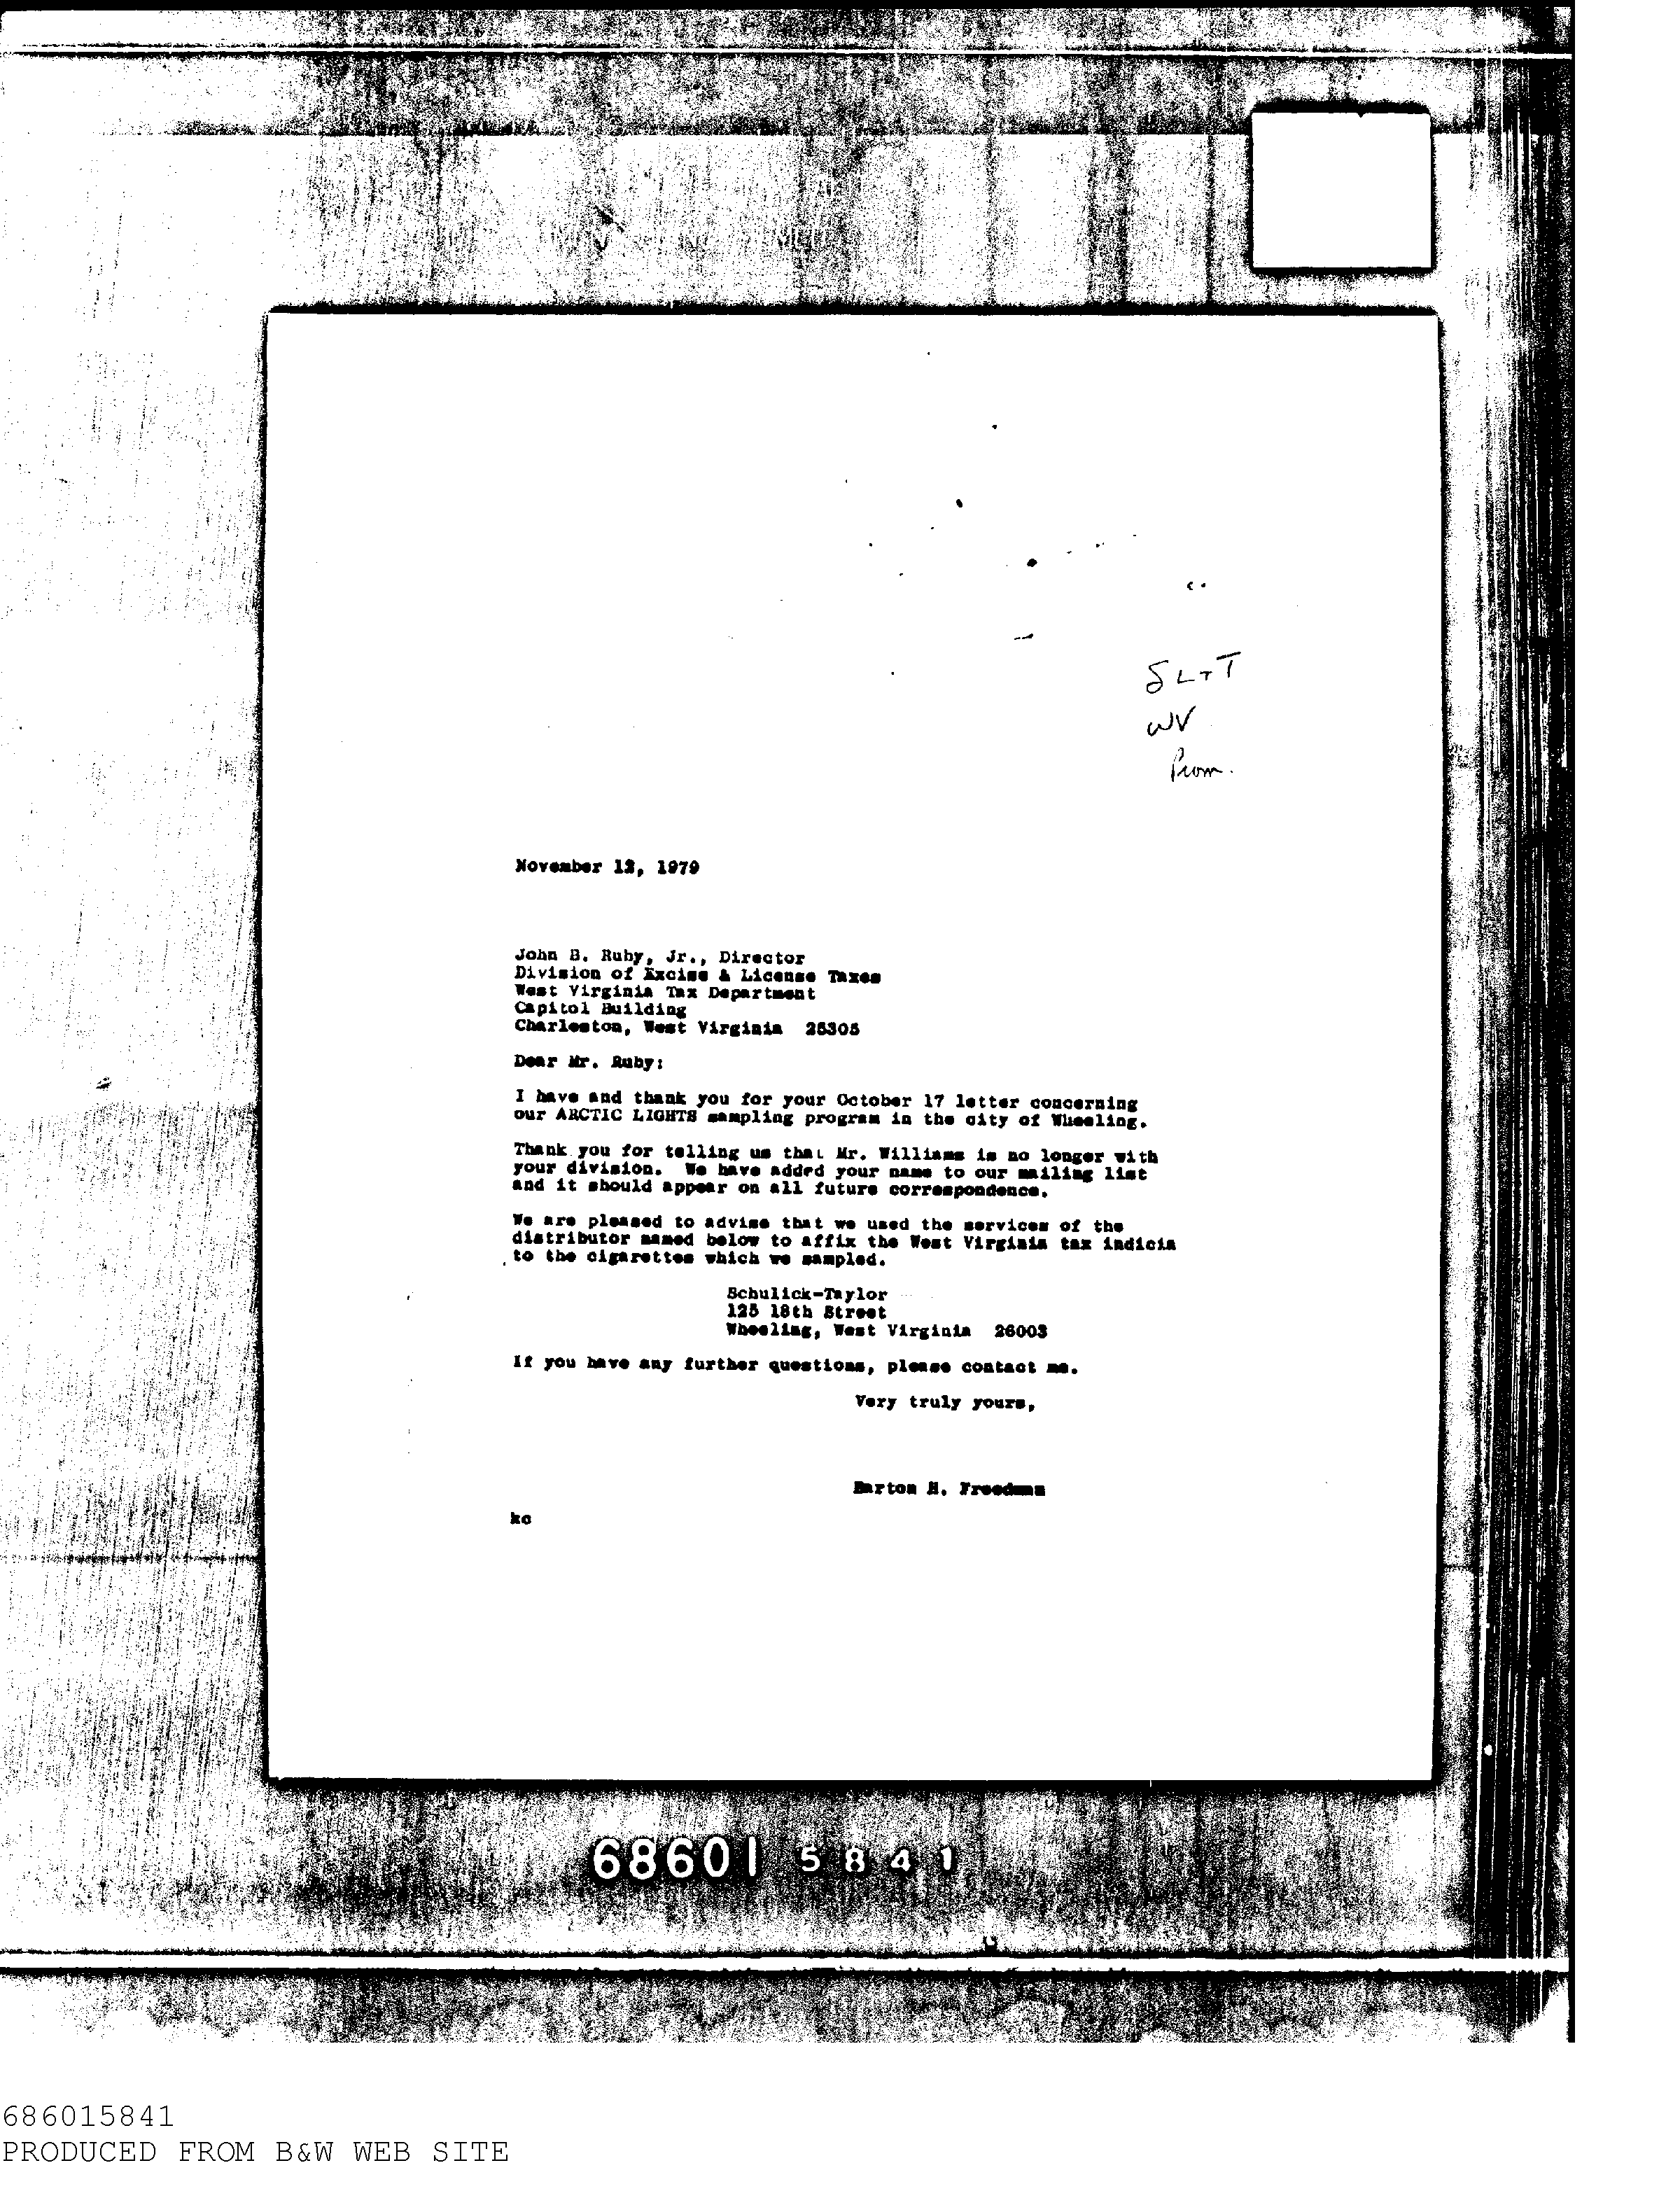 WV
Prom.
November 13, 1979
John B. Ruby, Jr., Director
Division of Excise & License Taxes
West Virginia Tax Department
Capitol Building
Charleston, West Virginia 25305
Dear Mr. Ruby:
I have and thank you for your October 17 letter concerning
our ARCTIC LIGHTS sampling program in the city of Wheeling.
Thank you for telling us that Mr. Williams is no longer with
your division. We have added your name to our mailing list
and it should appear on all future correspondence.
We are pleased to advise that we used the services of the
distributor named below to affix the West Virginia tax indicia
to the cigarettes which we sampled.
Schulick-Taylor
125 18th Street
Wheeling, West Virginia 26003
If you have any further questions, please contact me.
Very truly yours,
Barton H. Freedman
kc
68601 5841
686015841
PRODUCED FROM B&W WEB SITE